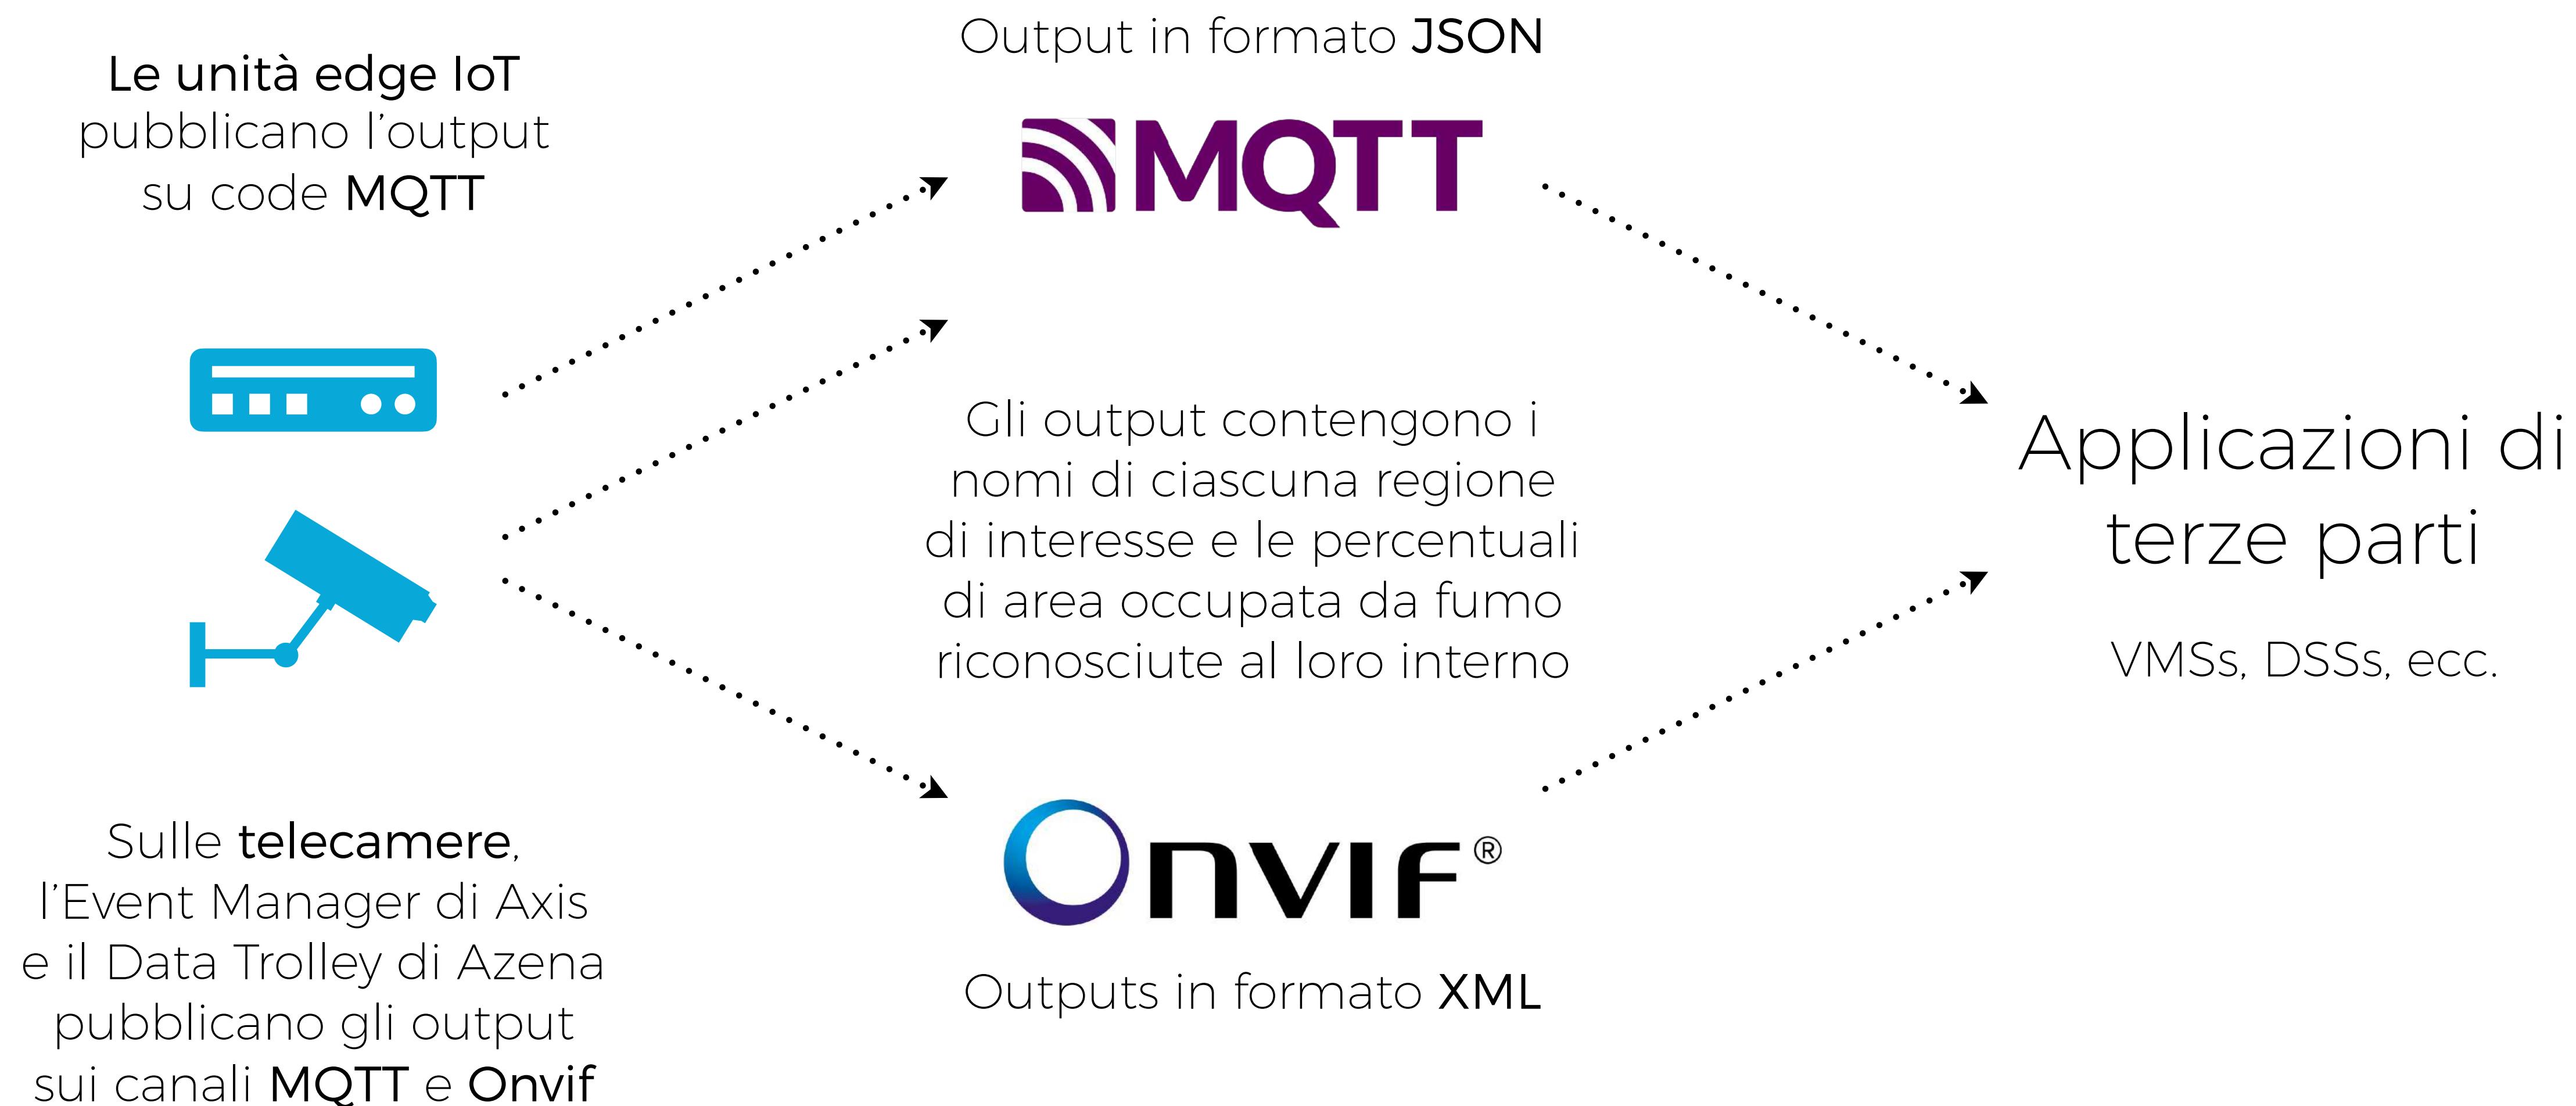 Le unità edge IoT
pubblicano l'output
su code MQTT
Output in formato JSON
MQTT
Gli output contengono i
nomi di ciascuna regione
di interesse e le percentuali
di area occupata da fumo
riconosciute al loro interno
Sulle telecamere,
l'Event Manager di Axis
e il Data Trolley di Azena
pubblicano gli output
sui canali MQTT e Onvif
ONVIF®
Outputs in formato XML
Applicazioni di
terze parti
VMSs, DSSs, ecc.